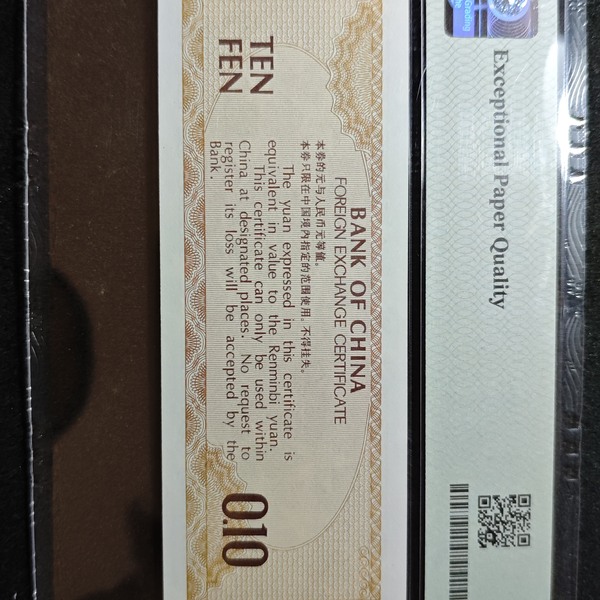 Grading
Exceptional Paper Quality
BANK OF CHINA
FOREIGN EXCHANGE CERTIFICATE
本券的元与人民币元等值。
本券只限在中国境内指定的范围使用。不得挂失。
The yuan expressed in this certificate is
equivalent in value to the Renminbi yuan.
This certificate can only be used within
China at designated places. No request to
register its loss will be accepted by the
Bank.
TEN
FEN
0.10